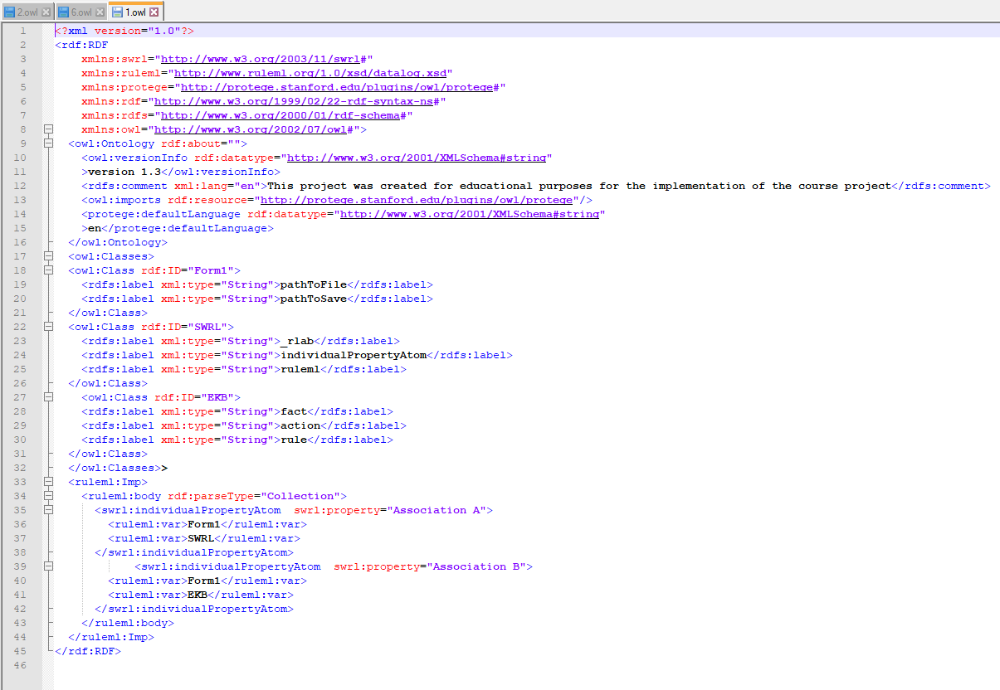 2.owl 6.owl 1.owl
1 <?xml version="1.0"?>
2 <rdf:RDF
3 xmlns:swrl="http://www.w3.org/2003/11/swrl#"
4 xmlns:ruleml="http://www.ruleml.org/1.0/xsd/datalog.xsd"
5 xmlns:protege="http://protege.stanford.edu/plugins/owl/protege#"
6 xmlns:rdf="http://www.w3.org/1999/02/22-rdf-syntax-ns#"
7 xmlns:rdfs="http://www.w3.org/2000/01/rdf-schema#"
8 xmlns:owl="http://www.w3.org/2002/07/owl#">
9 <owl:Ontology rdf:about="">
10 <owl:versionInfo rdf:datatype="http://www.w3.org/2001/XMLSchema#string"
11 >version 1.3</owl:versionInfo>
12 <rdfs:comment xml:lang="en">This project was created for educational purposes for the implementation of the course project</rdfs:comment>
13 <owl:imports rdf:resource="http://protege.stanford.edu/plugins/owl/protege"/>
14 <protege:defaultLanguage rdf:datatype="http://www.w3.org/2001/XMLSchema#string"
15 >en</protege:defaultLanguage>
16 </owl:Ontology>
17 <owl:Classes>
18 <owl:Class rdf:ID="Form1">
19 <rdfs:label xml:type="String">pathToFile</rdfs:label>
20 <rdfs:label xml:type="String">pathToSave</rdfs:label>
21 </owl:Class>
22 <owl:Class rdf:ID="SWRL">
23 <rdfs:label xml:type="String">_rlab</rdfs:label>
24 <rdfs:label xml:type="String">individualPropertyAtom</rdfs:label>
25 <rdfs:label xml:type="String">ruleml</rdfs:label>
26 </owl:Class>
27 <owl:Class rdf:ID="EKB">
28 <rdfs:label xml:type="String">fact</rdfs:label>
29 <rdfs:label xml:type="String">action</rdfs:label>
30 <rdfs:label xml:type="String">rule</rdfs:label>
31 </owl:Class>
32 </owl:Classes>>
33 <ruleml:Imp>
34 <ruleml:body rdf:parseType="Collection">
35 <swrl:individualPropertyAtom  swrl:property="Association A">
36 <ruleml:var>Form1</ruleml:var>
37 <ruleml:var>SWRL</ruleml:var>
38 </swrl:individualPropertyAtom>
39 <swrl:individualPropertyAtom  swrl:property="Association B">
40 <ruleml:var>Form1</ruleml:var>
41 <ruleml:var>EKB</ruleml:var>
42 </swrl:individualPropertyAtom>
43 </ruleml:body>
44 </ruleml:Imp>
45 </rdf:RDF>
46